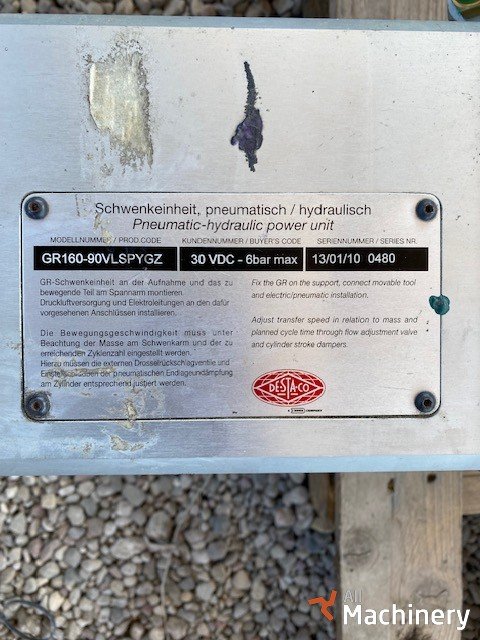 Schwenkeinheit, pneumatisch / hydraulisch
Pneumatic-hydraulic power unit
MODELLNUMMER / PROD.CODE KUNDENNUMMER / BUYER'S CODE SERIENNUMMER / SERIES NR.
GR160-90VLSPYGZ 30 VDC - 6bar max 13/01/10 0480
GR-Schwenkeinheit an der Aufnahme und das zu
bewegende Teil am Spannarm montieren.
Druckluftversorgung und Elektroleitungen an den dafür
vorgesehenen Anschlüssen installieren.
Die Bewegungsgeschwindigkeit muss unter
Beachtung der Masse am Schwenkarm und der zu
erreichenden Zyklenzahl eingestellt werden.
Hierzu müssen die externen Drosselrückschlagventile und
Einstellschrauben der pneumatischen Endlagendämpfung
am Zylinder entsprechend justiert werden.
Fix the GR on the support, connect movable tool
and electric/pneumatic installation.
Adjust transfer speed in relation to mass and
planned cycle time through flow adjustment valve
and cylinder stroke dampers.
DESTACO
All
Machinery